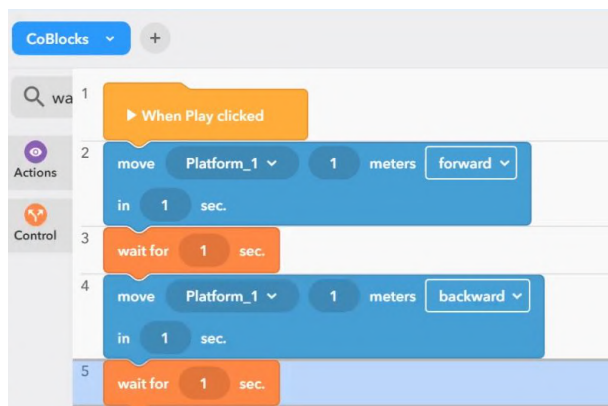 CoBlocks +
wa
1
When Play clicked
Actions
2
move Platform_1 1 meters forward
in 1 sec.
Control
3
wait for 1 sec.
4
move Platform_1 1 meters backward
in 1 sec.
5
wait for 1 sec.